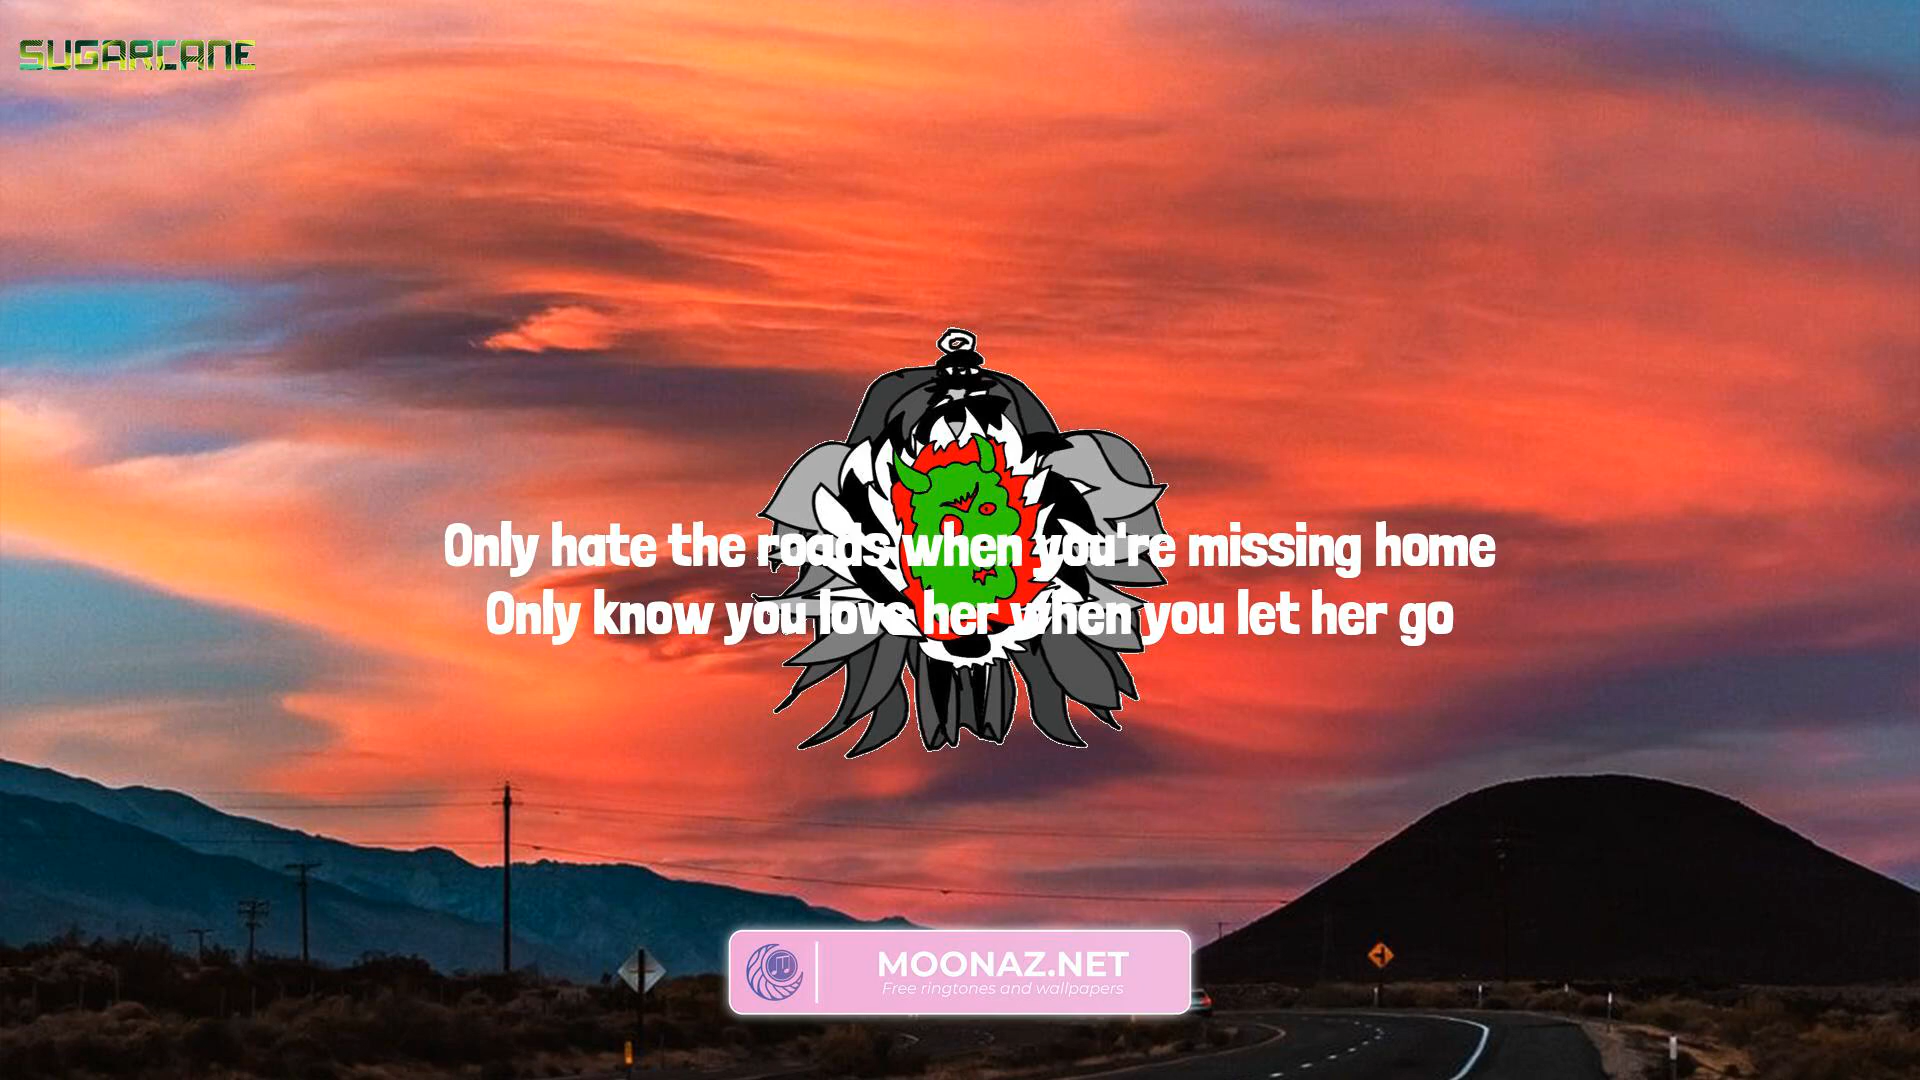 SUGARCANE
Only hate the roads when you're missing home
Only know you love her when you let her go
MOONAZ.NET
Free ringtones and wallpapers